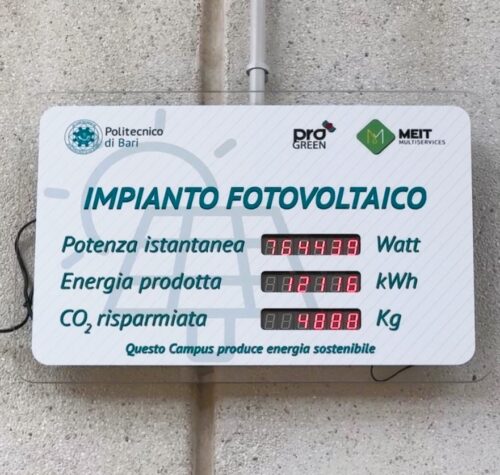 Politecnico
di Bari
pro
GREEN
MEIT
MULTISERVICES
IMPIANTO FOTOVOLTAICO
Potenza istantanea 764439 Watt
Energia prodotta 12116 kWh
CO2 risparmiata 4888 Kg
Questo Campus produce energia sostenibile